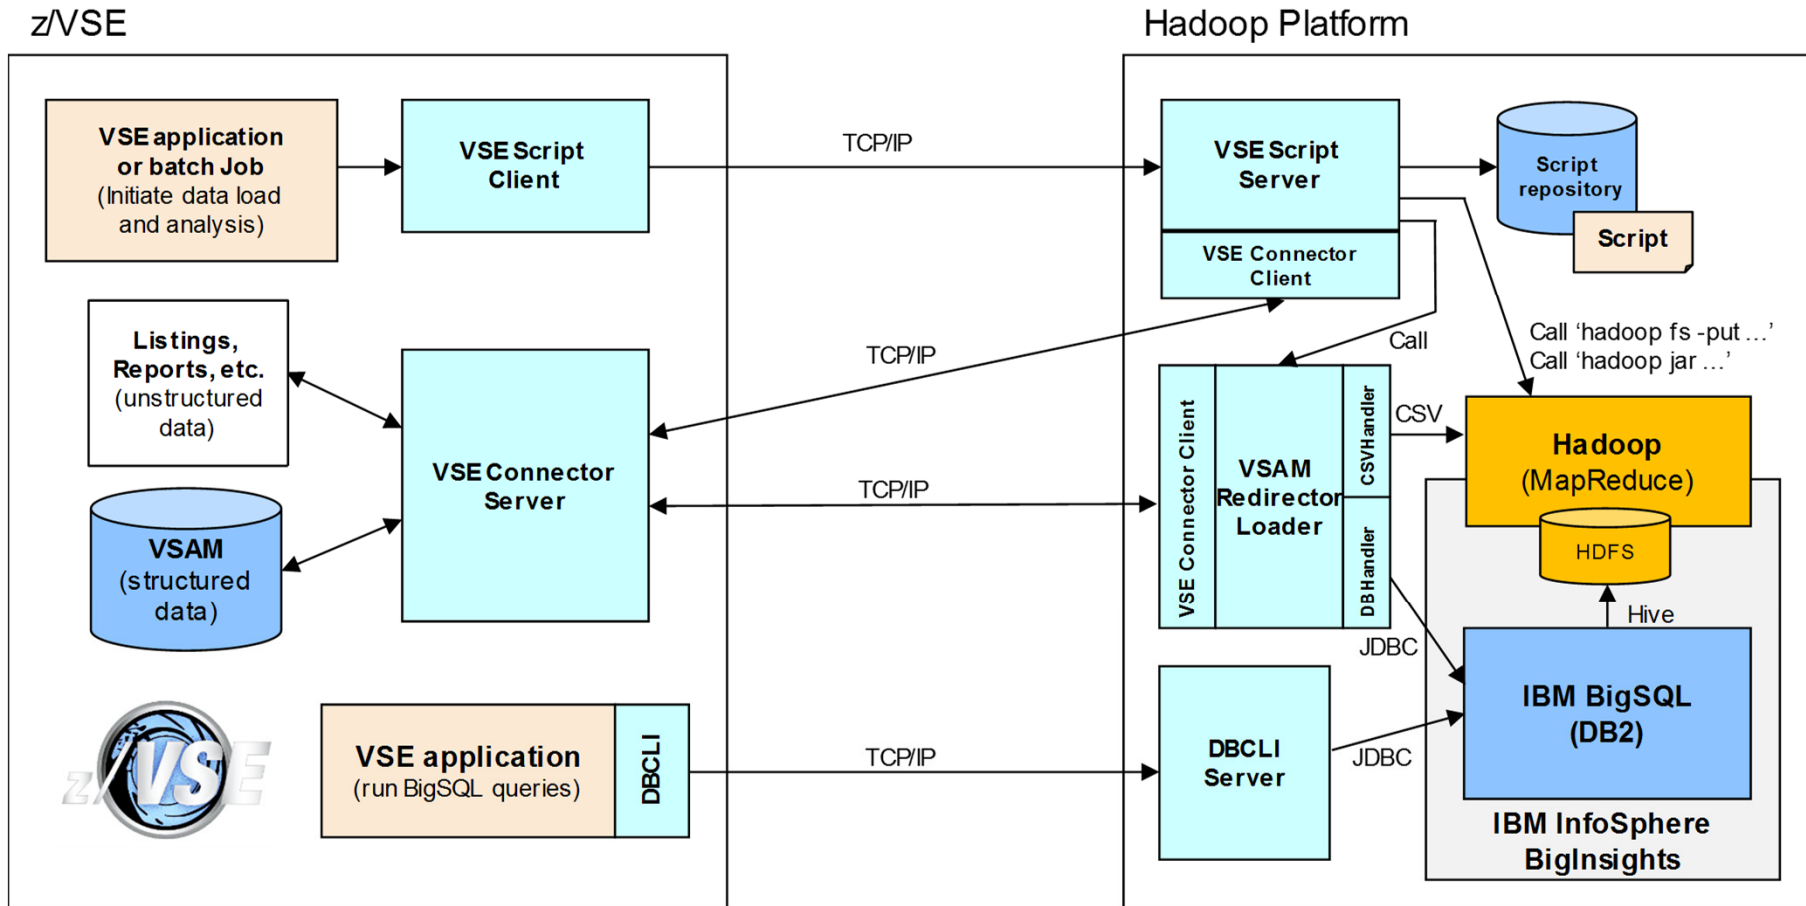 z/VSE
Hadoop Platform
VSE application
or batch Job
(Initiate data load
and analysis)
VSE Script
Client
TCP/IP
VSE Script
Server
VSE Connector
Client
Script
repository
Script
Listings,
Reports, etc.
(unstructured
data)
VSE Connector
Server
TCP/IP
TCP/IP
Call
Call ‘hadoop fs -put ...’
Call ‘hadoop jar ...’
VSE Connector Client
VSAM
Redirector
Loader
CSVHandler
DBHandler
CSV
Hadoop
(MapReduce)
HDFS
Hive
VSAM
(structured
data)
JDBC
IBM BigSQL
(DB2)
z/VSE
VSE application
(run BigSQL queries)
DBCLI
TCP/IP
DBCLI
Server
JDBC
IBM InfoSphere
BigInsights